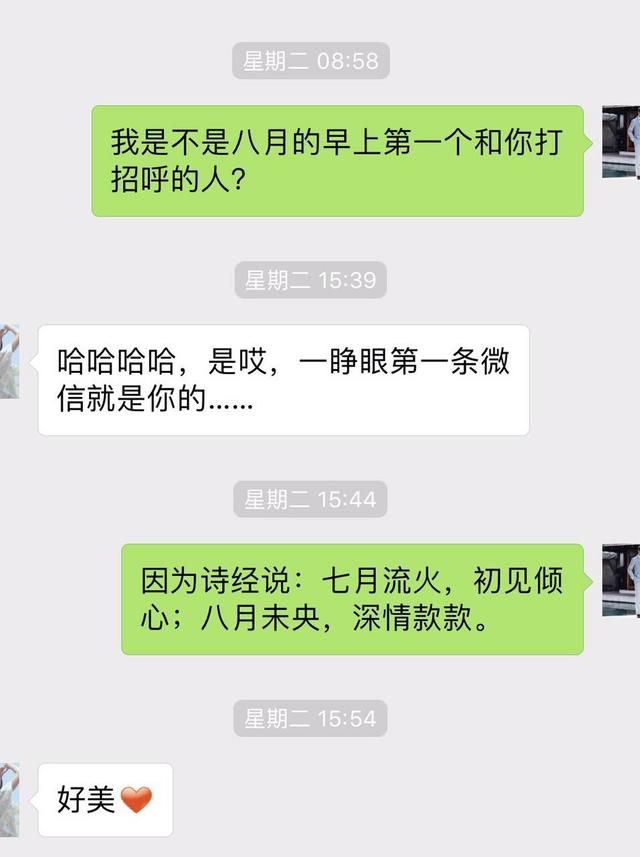 星期二 08:58
我是不是八月的早上第一个和你打
招呼的人?
星期二 15:39
哈哈哈哈，是哎，一睁眼第一条微
信就是你的……
星期二 15:44
因为诗经说：七月流火，初见倾
心；八月未央，深情款款。
星期二 15:54
好美❤️